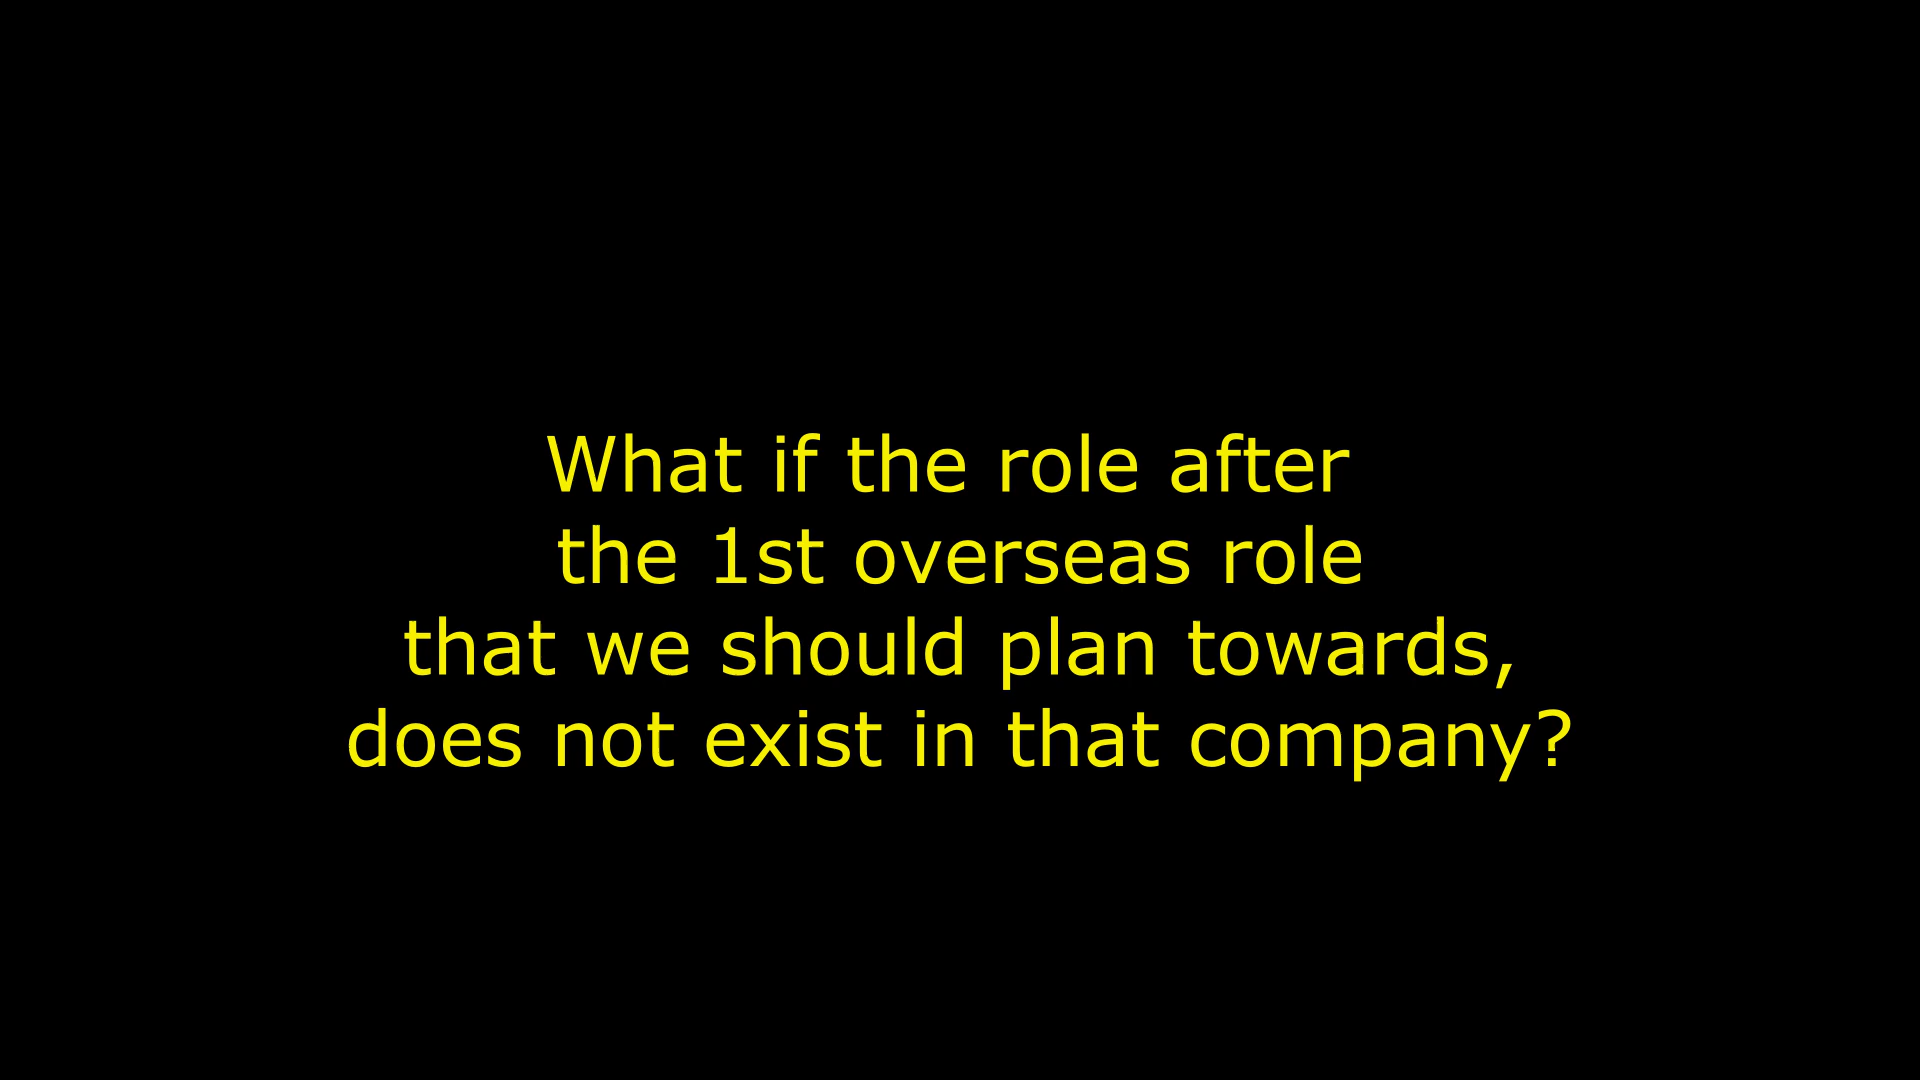 What if the role after
the 1st overseas role
that we should plan towards,
does not exist in that company?